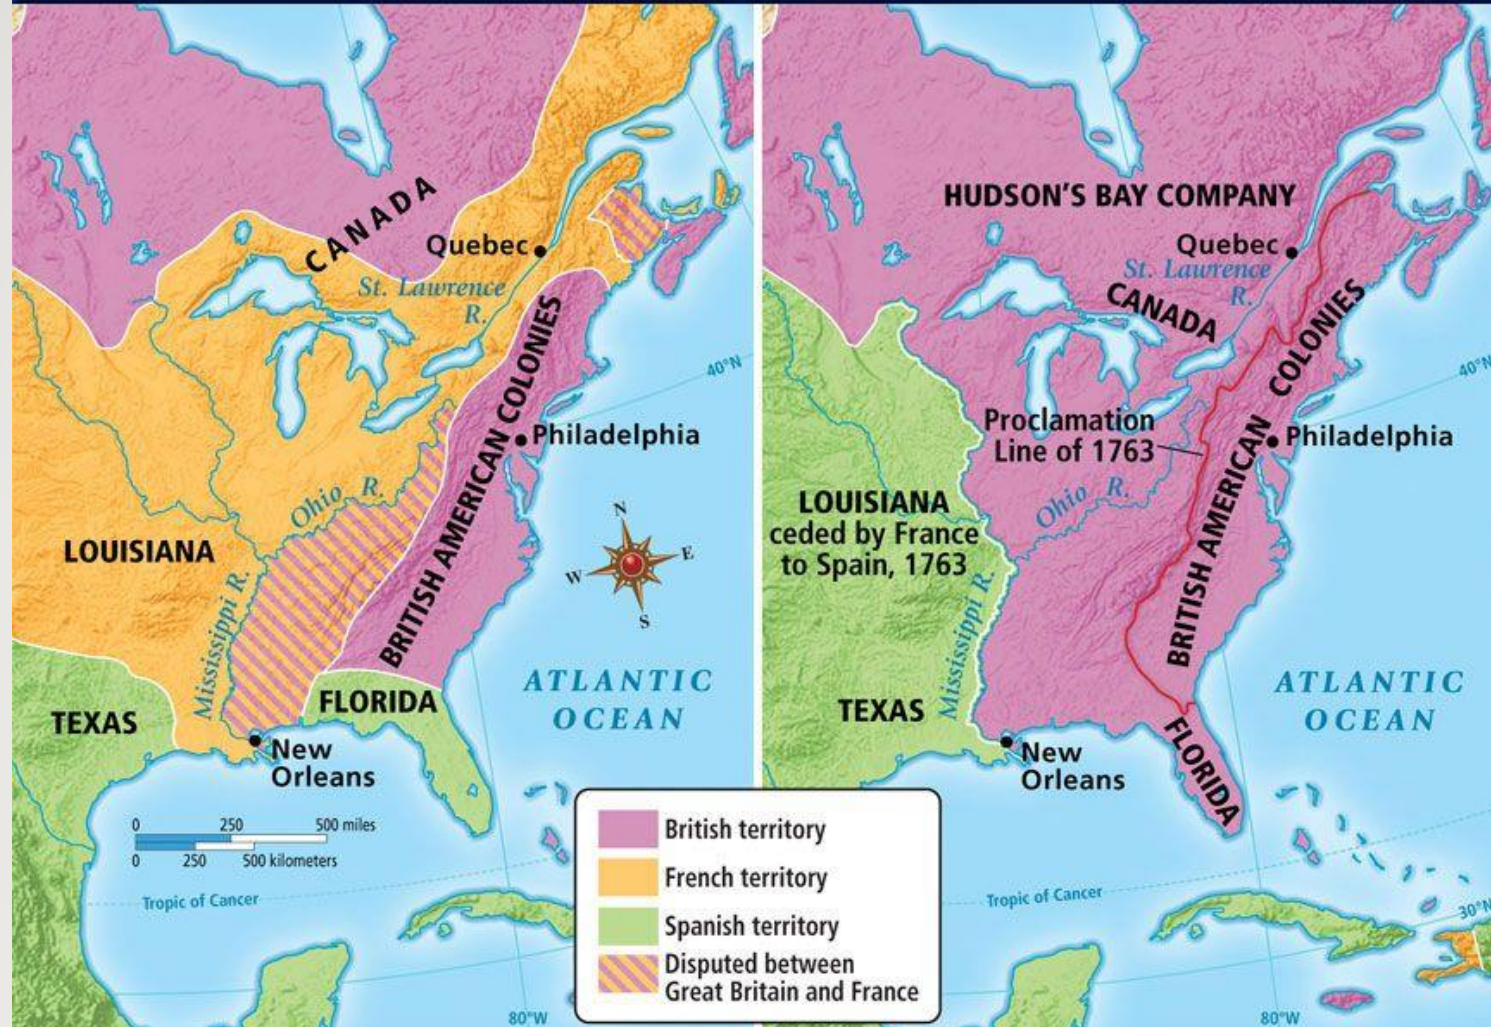 CANADA
Quebec
St. Lawrence
R.
BRITISH AMERICAN COLONIES
40°N
Philadelphia
Ohio R.
LOUISIANA
Mississippi R.
N
E
W
S
ATLANTIC
OCEAN
FLORIDA
TEXAS
New
Orleans
0 250 500 miles
0 250 500 kilometers
Tropic of Cancer
80°W
HUDSON'S BAY COMPANY
Quebec
St. Lawrence
R.
CANADA
BRITISH AMERICAN COLONIES
40°N
Proclamation
Line of 1763
Philadelphia
Ohio R.
LOUISIANA
ceded by France
to Spain, 1763
Mississippi R.
ATLANTIC
OCEAN
TEXAS
FLORIDA
New
Orleans
Tropic of Cancer
30°N
80°W
British territory
French territory
Spanish territory
Disputed between
Great Britain and France